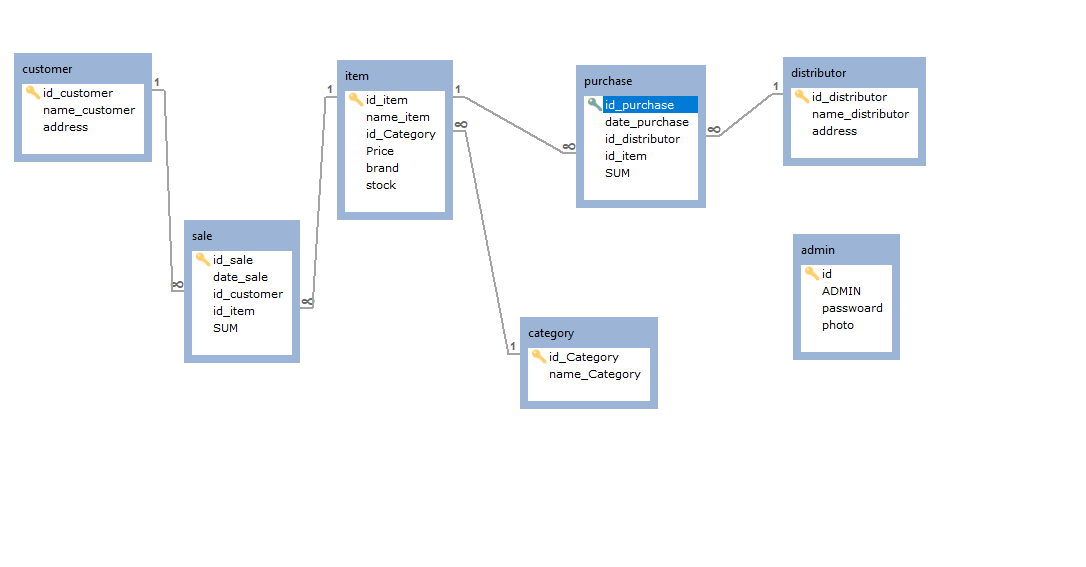 customer
id_customer
name_customer
address
1
∞
sale
id_sale
date_sale
id_customer
id_item
SUM
∞
1
item
id_item
name_item
id_Category
Price
brand
stock
1
∞
∞
1
category
id_Category
name_Category
purchase
id_purchase
date_purchase
id_distributor
id_item
SUM
∞
1
distributor
id_distributor
name_distributor
address
admin
id
ADMIN
passwoard
photo